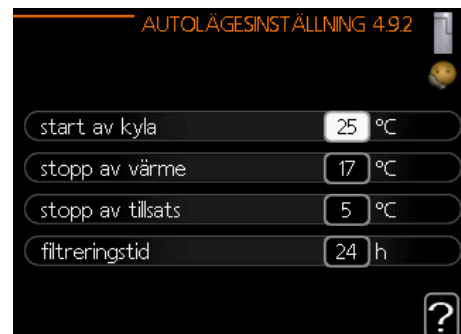 AUTOLÄGESINSTÄLLNING 4.9.2
start av kyla 25 °C
stopp av värme 17 °C
stopp av tillsats 5 °C
filtreringstid 24 h
?